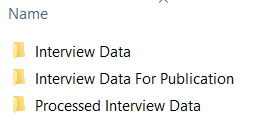 Name
Interview Data
Interview Data For Publication
Processed Interview Data